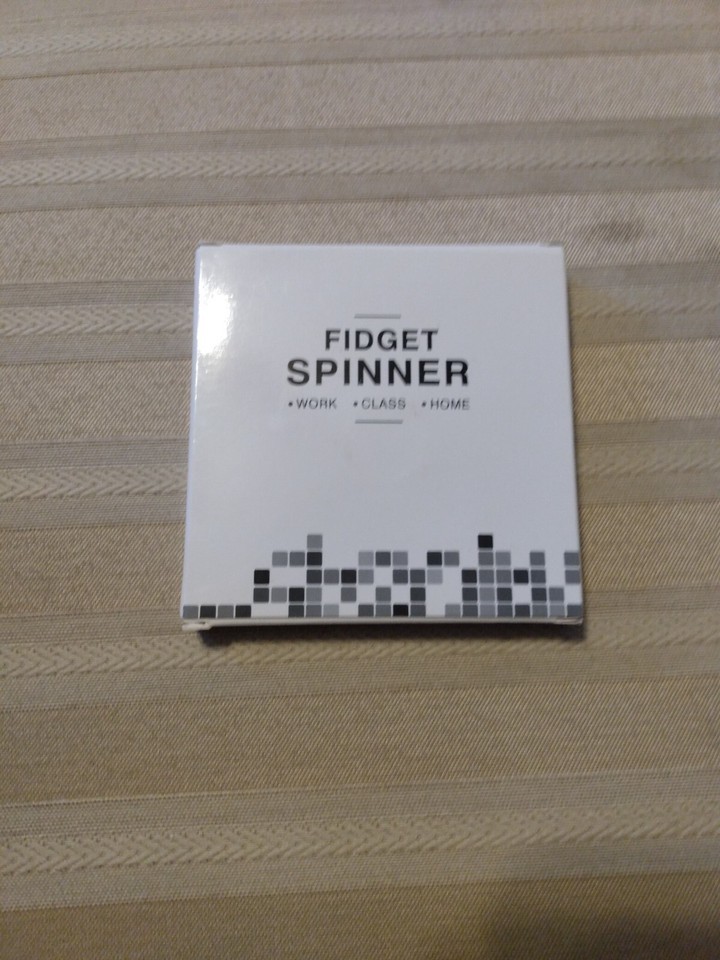 FIDGET
SPINNER
•WORK •CLASS •HOME